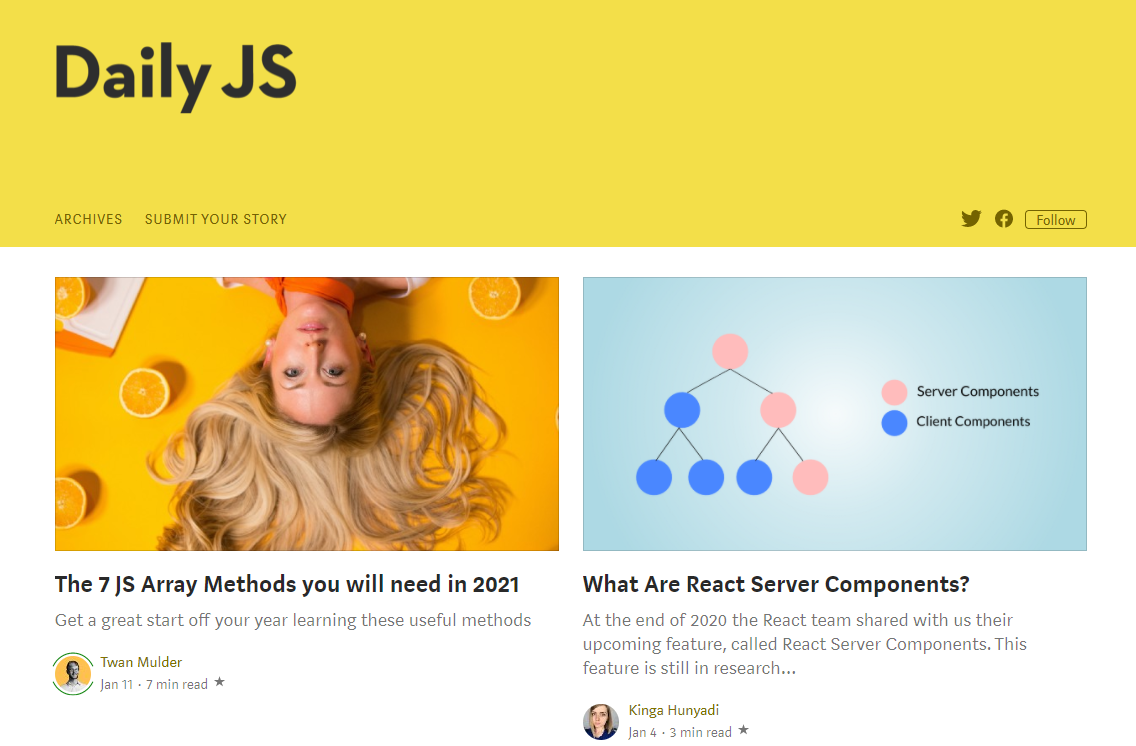 Daily JS
ARCHIVES SUBMIT YOUR STORY Follow
Server Components
Client Components
The 7 JS Array Methods you will need in 2021
Get a great start off your year learning these useful methods
Twan Mulder
Jan 11 · 7 min read ★
What Are React Server Components?
At the end of 2020 the React team shared with us their
upcoming feature, called React Server Components. This
feature is still in research…
Kinga Hunyadi
Jan 4 · 3 min read ★